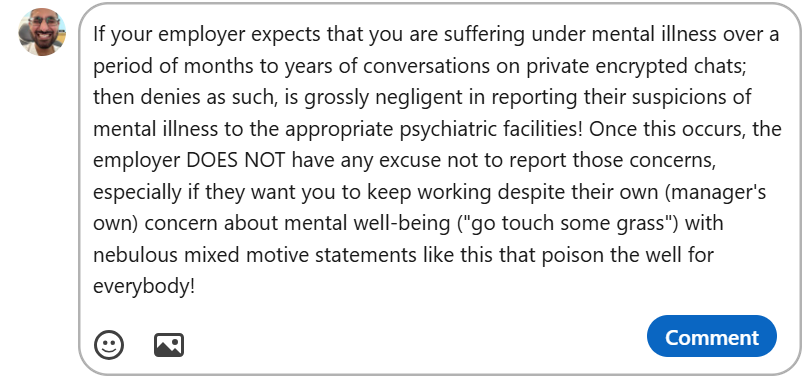 If your employer expects that you are suffering under mental illness over a
period of months to years of conversations on private encrypted chats;
then denies as such, is grossly negligent in reporting their suspicions of
mental illness to the appropriate psychiatric facilities! Once this occurs, the
employer DOES NOT have any excuse not to report those concerns,
especially if they want you to keep working despite their own (manager's
own) concern about mental well-being ("go touch some grass") with
nebulous mixed motive statements like this that poison the well for
everybody!
Comment